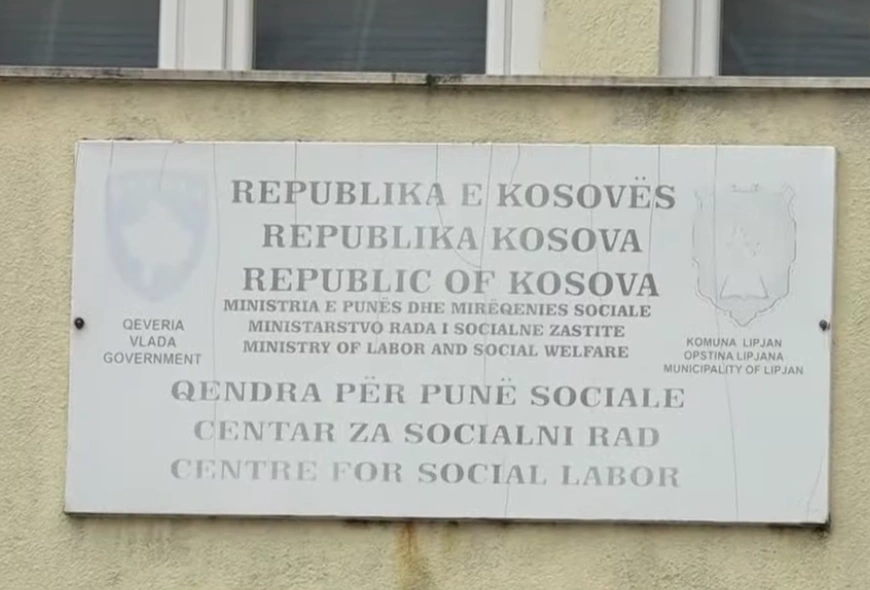 REPUBLIKA E KOSOVËS
REPUBLIKA KOSOVA
REPUBLIC OF KOSOVA
MINISTRIA E PUNËS DHE MIRËQENIES SOCIALE
MINISTARSTVO RADA I SOCIALNE ZASTITE
MINISTRY OF LABOR AND SOCIAL WELFARE
QEVERIA
VLADA
GOVERNMENT
KOMUNA LIPJAN
OPSTINA LIPJANA
MUNICIPALITY OF LIPJAN
QENDRA PËR PUNË SOCIALE
CENTAR ZA SOCIALNI RAD
CENTRE FOR SOCIAL LABOR